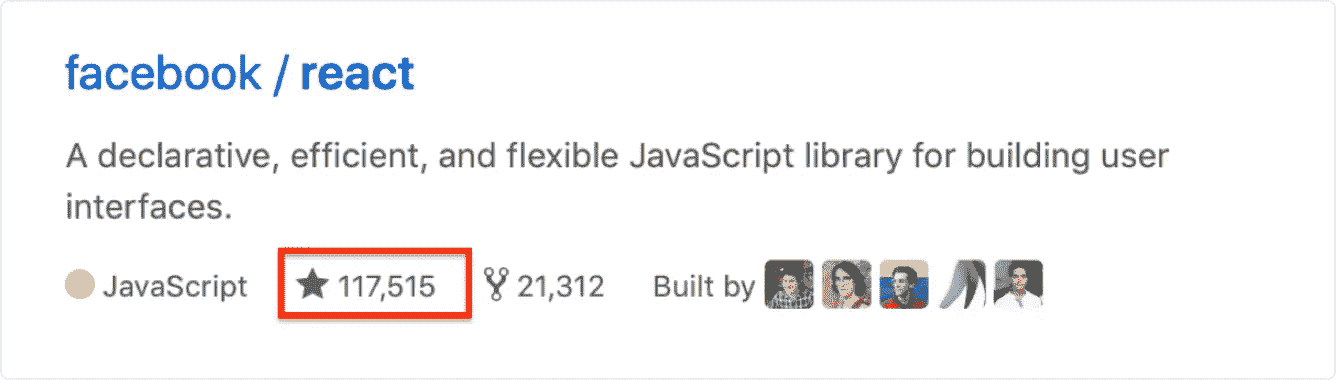 facebook / react
A declarative, efficient, and flexible JavaScript library for building user
interfaces.
JavaScript 117,515 21,312 Built by